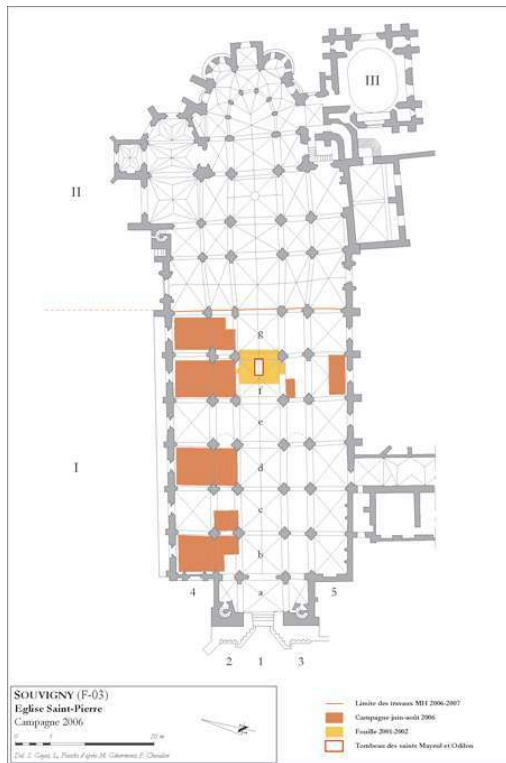 III
II
g
f
e
I
d
c
b
a
4
5
2
1
3
SOUVIGNY (F-03)
Eglise Saint-Pierre
Campagne 2006
0
20 m
Limite des travaux MH 2006-2007
Campagne juin-août 2006
Fouille 2001-2002
Tombeau des saints Mayeul et Odilon